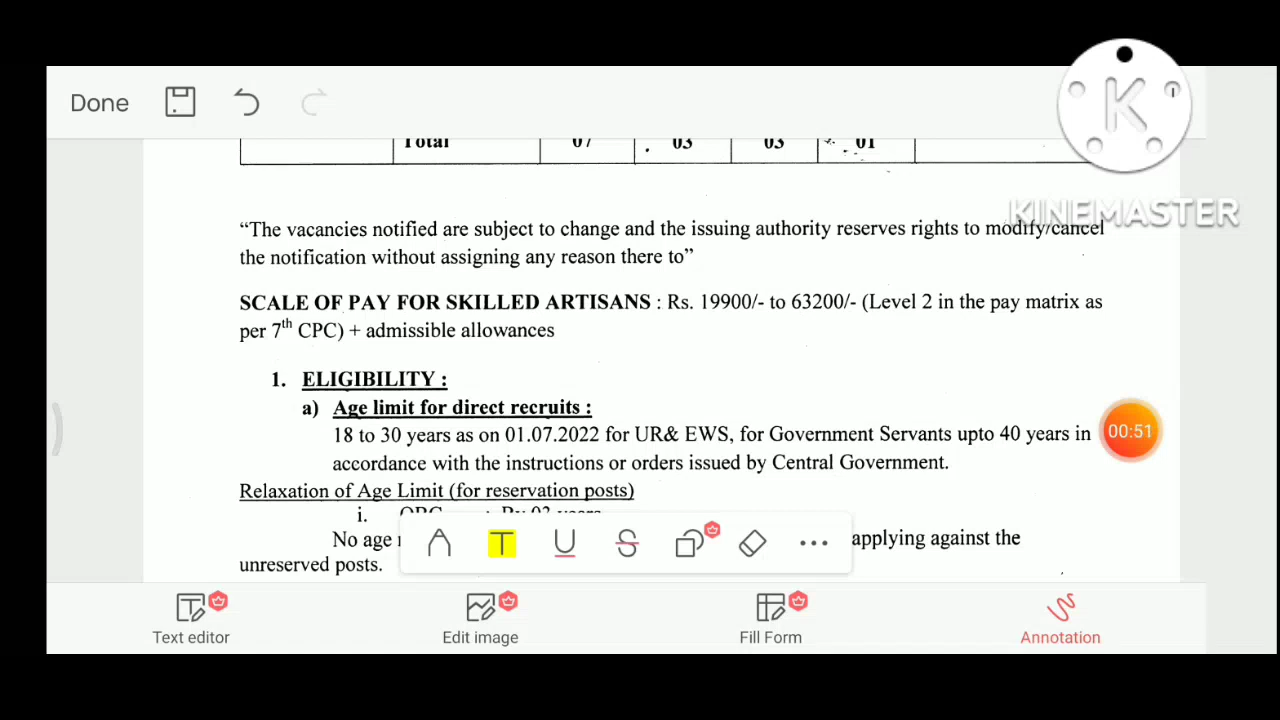 Done
Total 07 03 03 01
KINEMASTER
“The vacancies notified are subject to change and the issuing authority reserves rights to modify/cancel
the notification without assigning any reason there to”
SCALE OF PAY FOR SKILLED ARTISANS : Rs. 19900/- to 63200/- (Level 2 in the pay matrix as
per 7th CPC) + admissible allowances
1. ELIGIBILITY :
a) Age limit for direct recruits :
18 to 30 years as on 01.07.2022 for UR& EWS, for Government Servants upto 40 years in
00:51
accordance with the instructions or orders issued by Central Government.
Relaxation of Age Limit (for reservation posts)
i. OBC : By 03 years
No age applying against the
unreserved posts.
Text editor
Edit image
Fill Form
Annotation